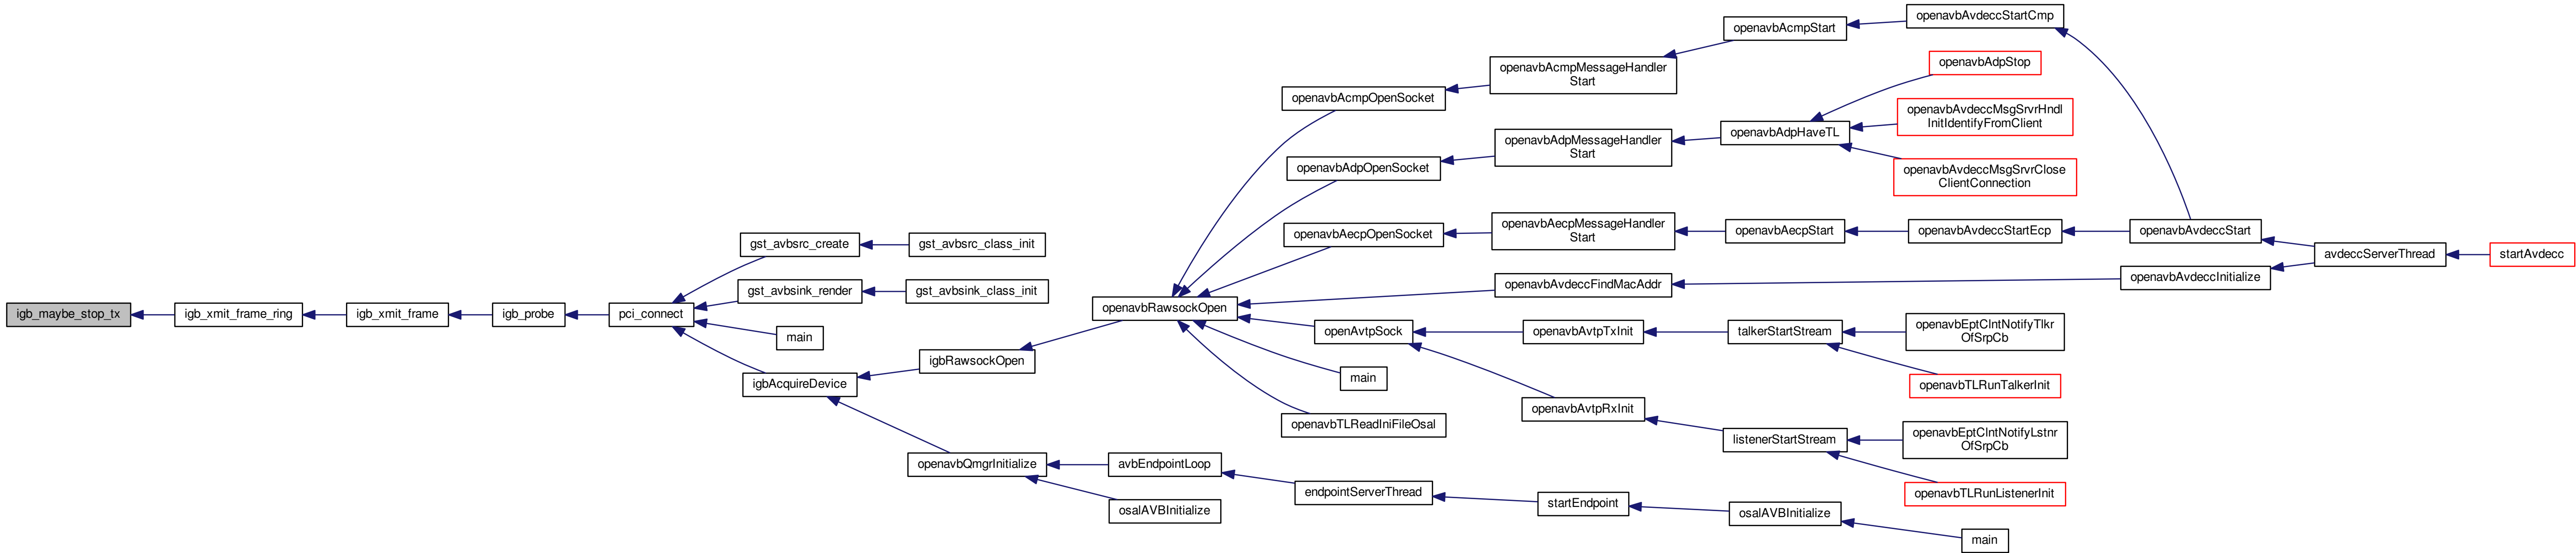 igb_maybe_stop_tx
igb_xmit_frame_ring
igb_xmit_frame
igb_probe
pci_connect
gst_avbsrc_create
gst_avbsrc_class_init
gst_avbsink_render
gst_avbsink_class_init
main
igbAcquireDevice
igbRawsockOpen
openavbRawsockOpen
openavbAcmpOpenSocket
openavbAcmpMessageHandler
Start
openavbAcmpStart
openavbAvdeccStartCmp
openavbAdpOpenSocket
openavbAdpMessageHandler
Start
openavbAdpHaveTL
openavbAdpStop
openavbAvdeccMsgSrvrHndl
InitIdentifyFromClient
openavbAvdeccMsgSrvrClose
ClientConnection
openavbAecpOpenSocket
openavbAecpMessageHandler
Start
openavbAecpStart
openavbAvdeccStartEcp
openavbAvdeccStart
avdeccServerThread
startAvdecc
openavbAvdeccFindMacAddr
openavbAvdeccInitialize
openAvtpSock
openavbAvtpTxInit
talkerStartStream
openavbEptClntNotifyTlkr
OfSrpCb
openavbTLRunTalkerInit
main
openavbAvtpRxInit
listenerStartStream
openavbEptClntNotifyLstnr
OfSrpCb
openavbTLRunListenerInit
openavbTLReadIniFileOsal
openavbQmgrInitialize
avbEndpointLoop
endpointServerThread
startEndpoint
osalAVBInitialize
main
osalAVBInitialize